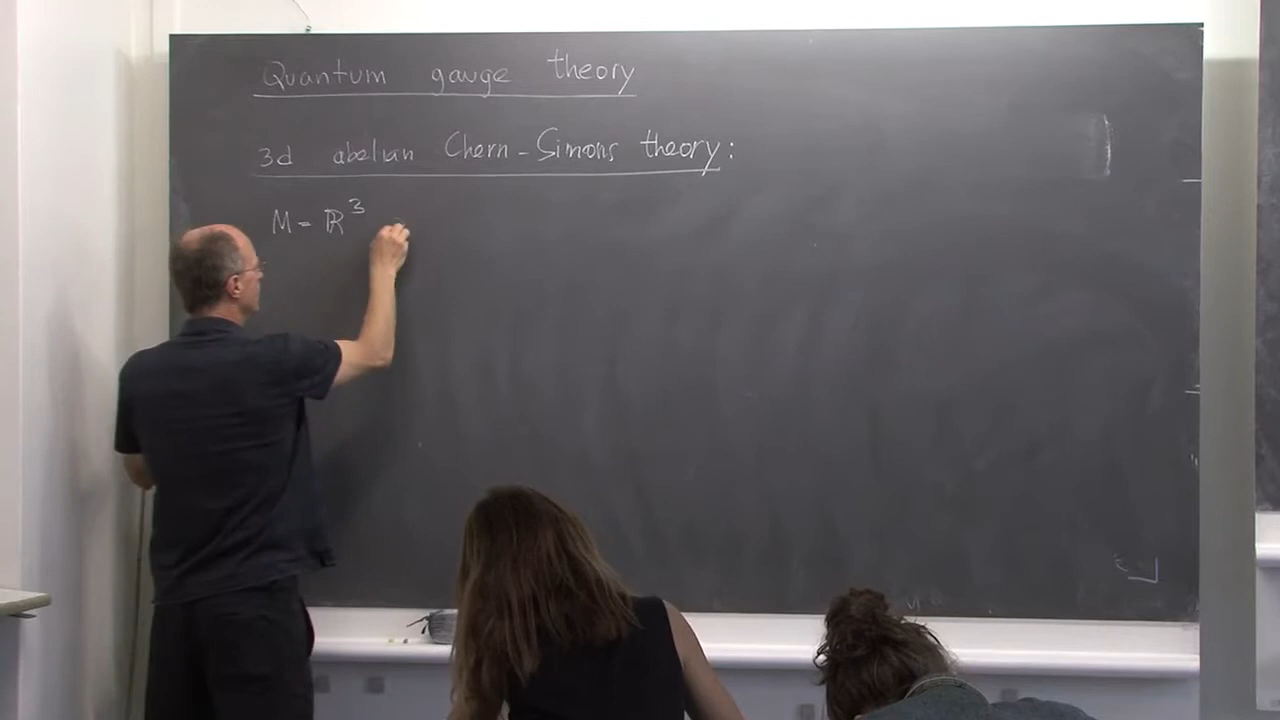 Quantum gauge theory
3d abelian Chern-Simons theory:
M = ℝ³